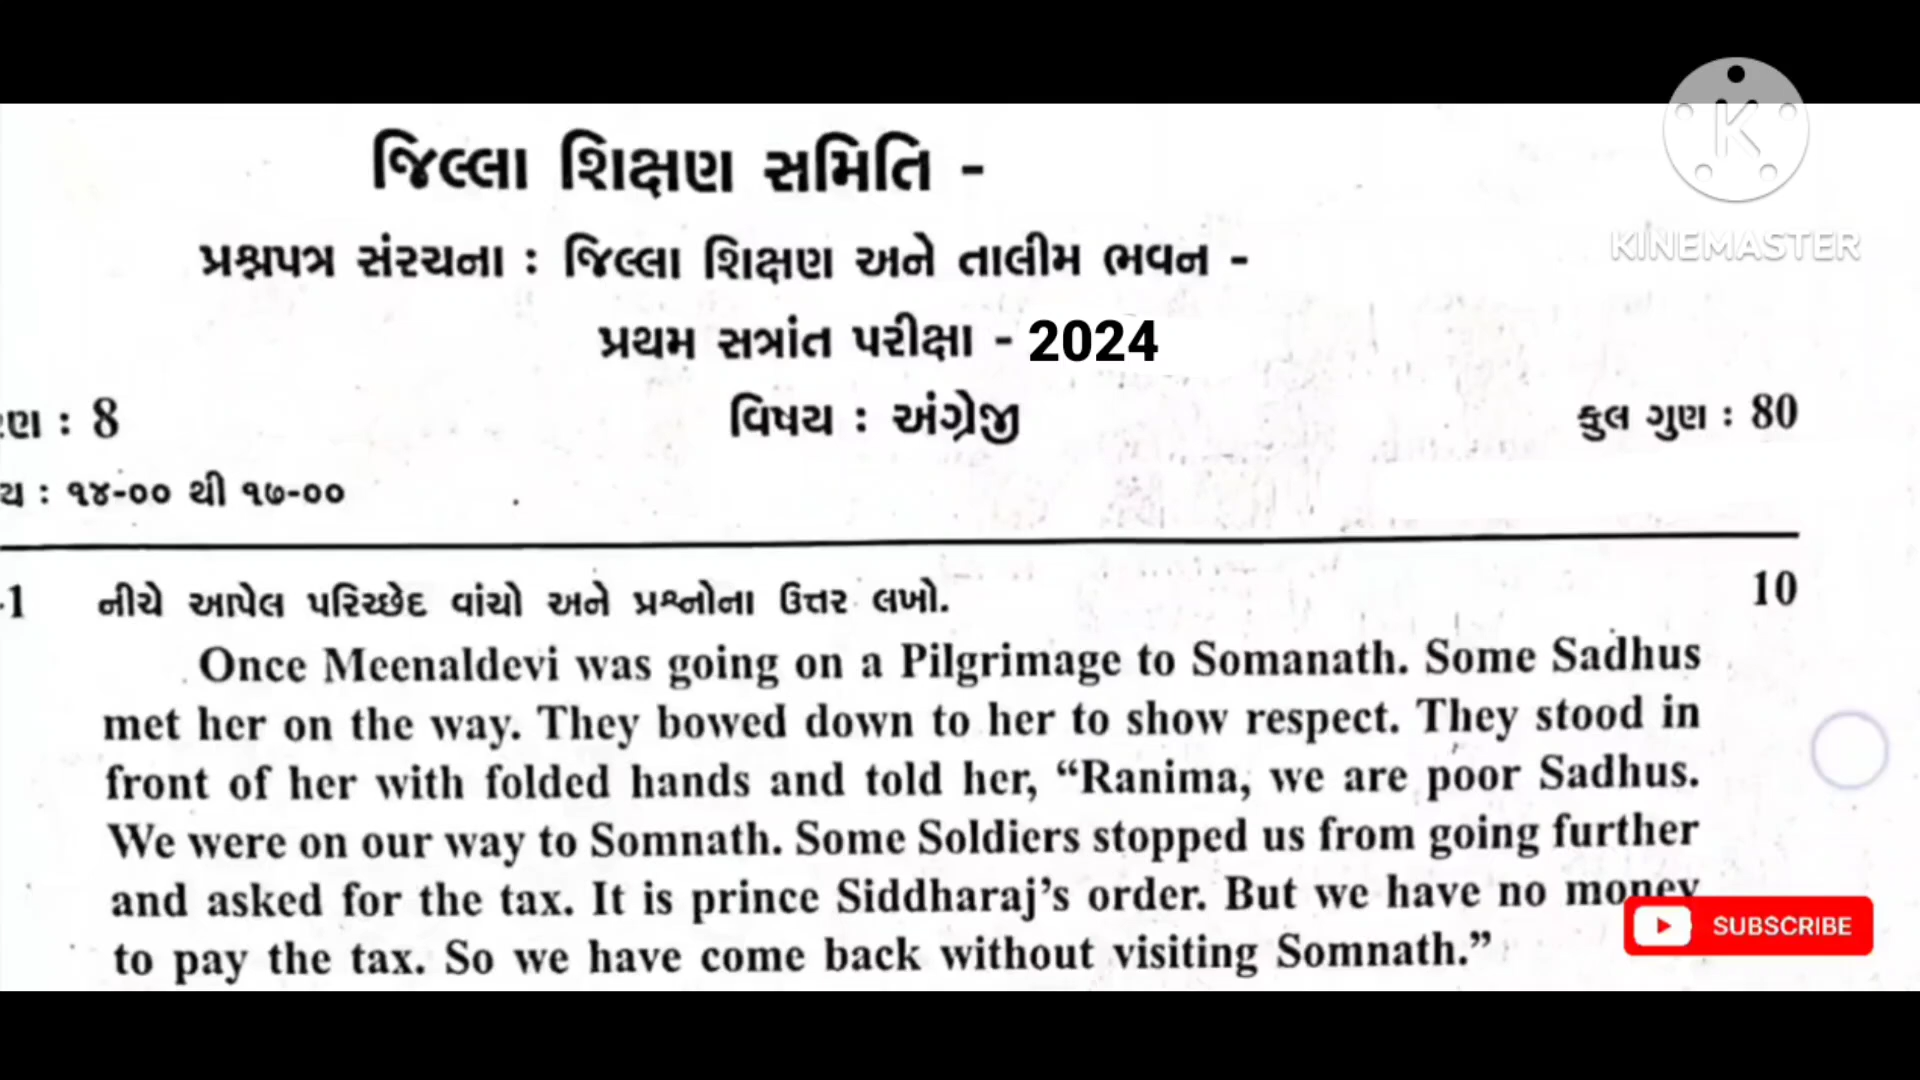 જિલ્લા શિક્ષણ સમિતિ -
પ્રશ્નપત્ર સંરચના : જિલ્લા શિક્ષણ અને તાલીમ ભવન -
KINEMASTER
પ્રથમ સત્રાંત પરીક્ષા - 2024
રણ : 8 વિષય : અંગ્રેજી કુલ ગુણ : 80
ય : ૧૪-૦૦ થી ૧૭-૦૦
-1 નીચે આપેલ પરિચ્છેદ વાંચો અને પ્રશ્નોના ઉત્તર લખો. 10
Once Meenaldevi was going on a Pilgrimage to Somanath. Some Sadhus
met her on the way. They bowed down to her to show respect. They stood in
front of her with folded hands and told her, “Ranima, we are poor Sadhus.
We were on our way to Somnath. Some Soldiers stopped us from going further
and asked for the tax. It is prince Siddharaj’s order. But we have no money
to pay the tax. So we have come back without visiting Somnath.”
SUBSCRIBE